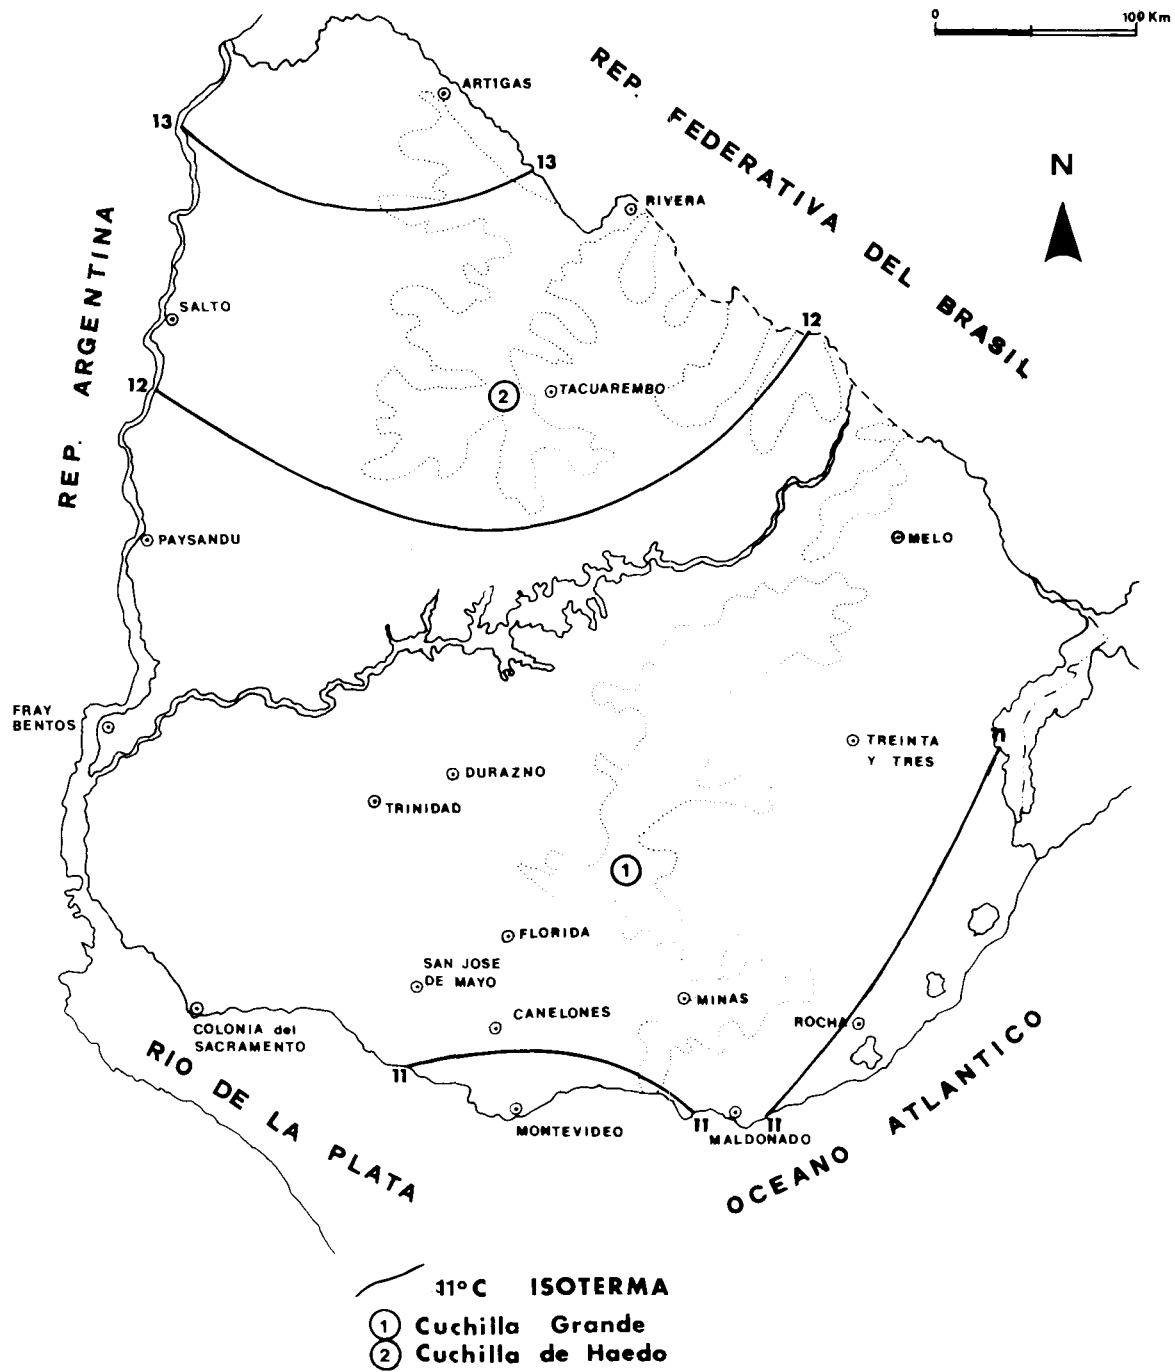 0 100 Km
REP. FEDERATIVA DEL BRASIL
ARTIGAS
13
13
N
RIVERA
REP. ARGENTINA
SALTO
12
12
2
TACUAREMBO
PAYSANDU
MELO
FRAY
BENTOS
TREINTA
Y TRES
11
DURAZNO
TRINIDAD
1
FLORIDA
SAN JOSE
DE MAYO
MINAS
CANELONES
ROCHA
COLONIA del
SACRAMENTO
11
11
11
MONTEVIDEO
MALDONADO
RIO DE LA PLATA
OCEANO ATLANTICO
11°C ISOTERMA
1 Cuchilla Grande
2 Cuchilla de Haedo